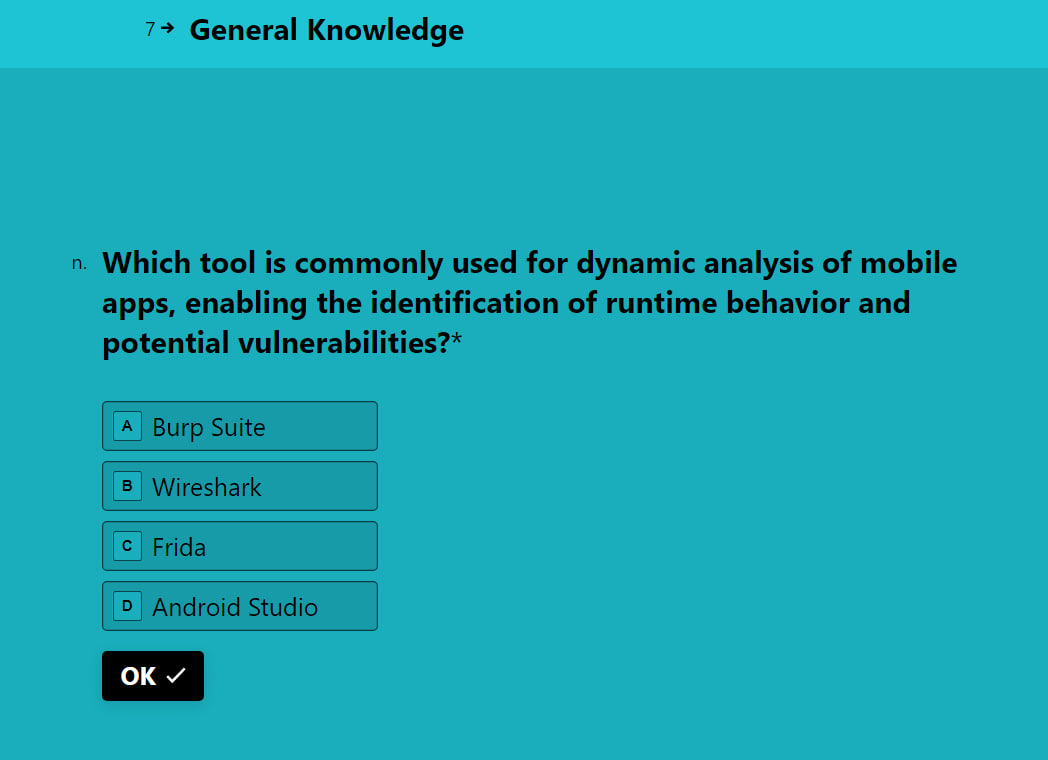 7→ General Knowledge
n. Which tool is commonly used for dynamic analysis of mobile
apps, enabling the identification of runtime behavior and
potential vulnerabilities?*
A Burp Suite
B Wireshark
C Frida
D Android Studio
OK ✓